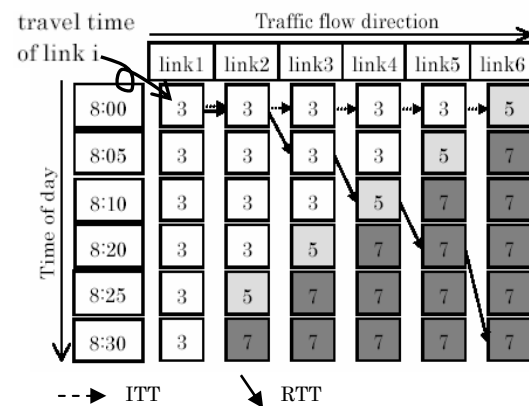 travel time
of link i
Traffic flow direction
link1 link2 link3 link4 link5 link6
Time of day
8:00 3 3 3 3 3 5
8:05 3 3 3 3 5 7
8:10 3 3 3 5 7 7
8:20 3 3 5 7 7 7
8:25 3 5 7 7 7 7
8:30 3 7 7 7 7 7
ITT RTT